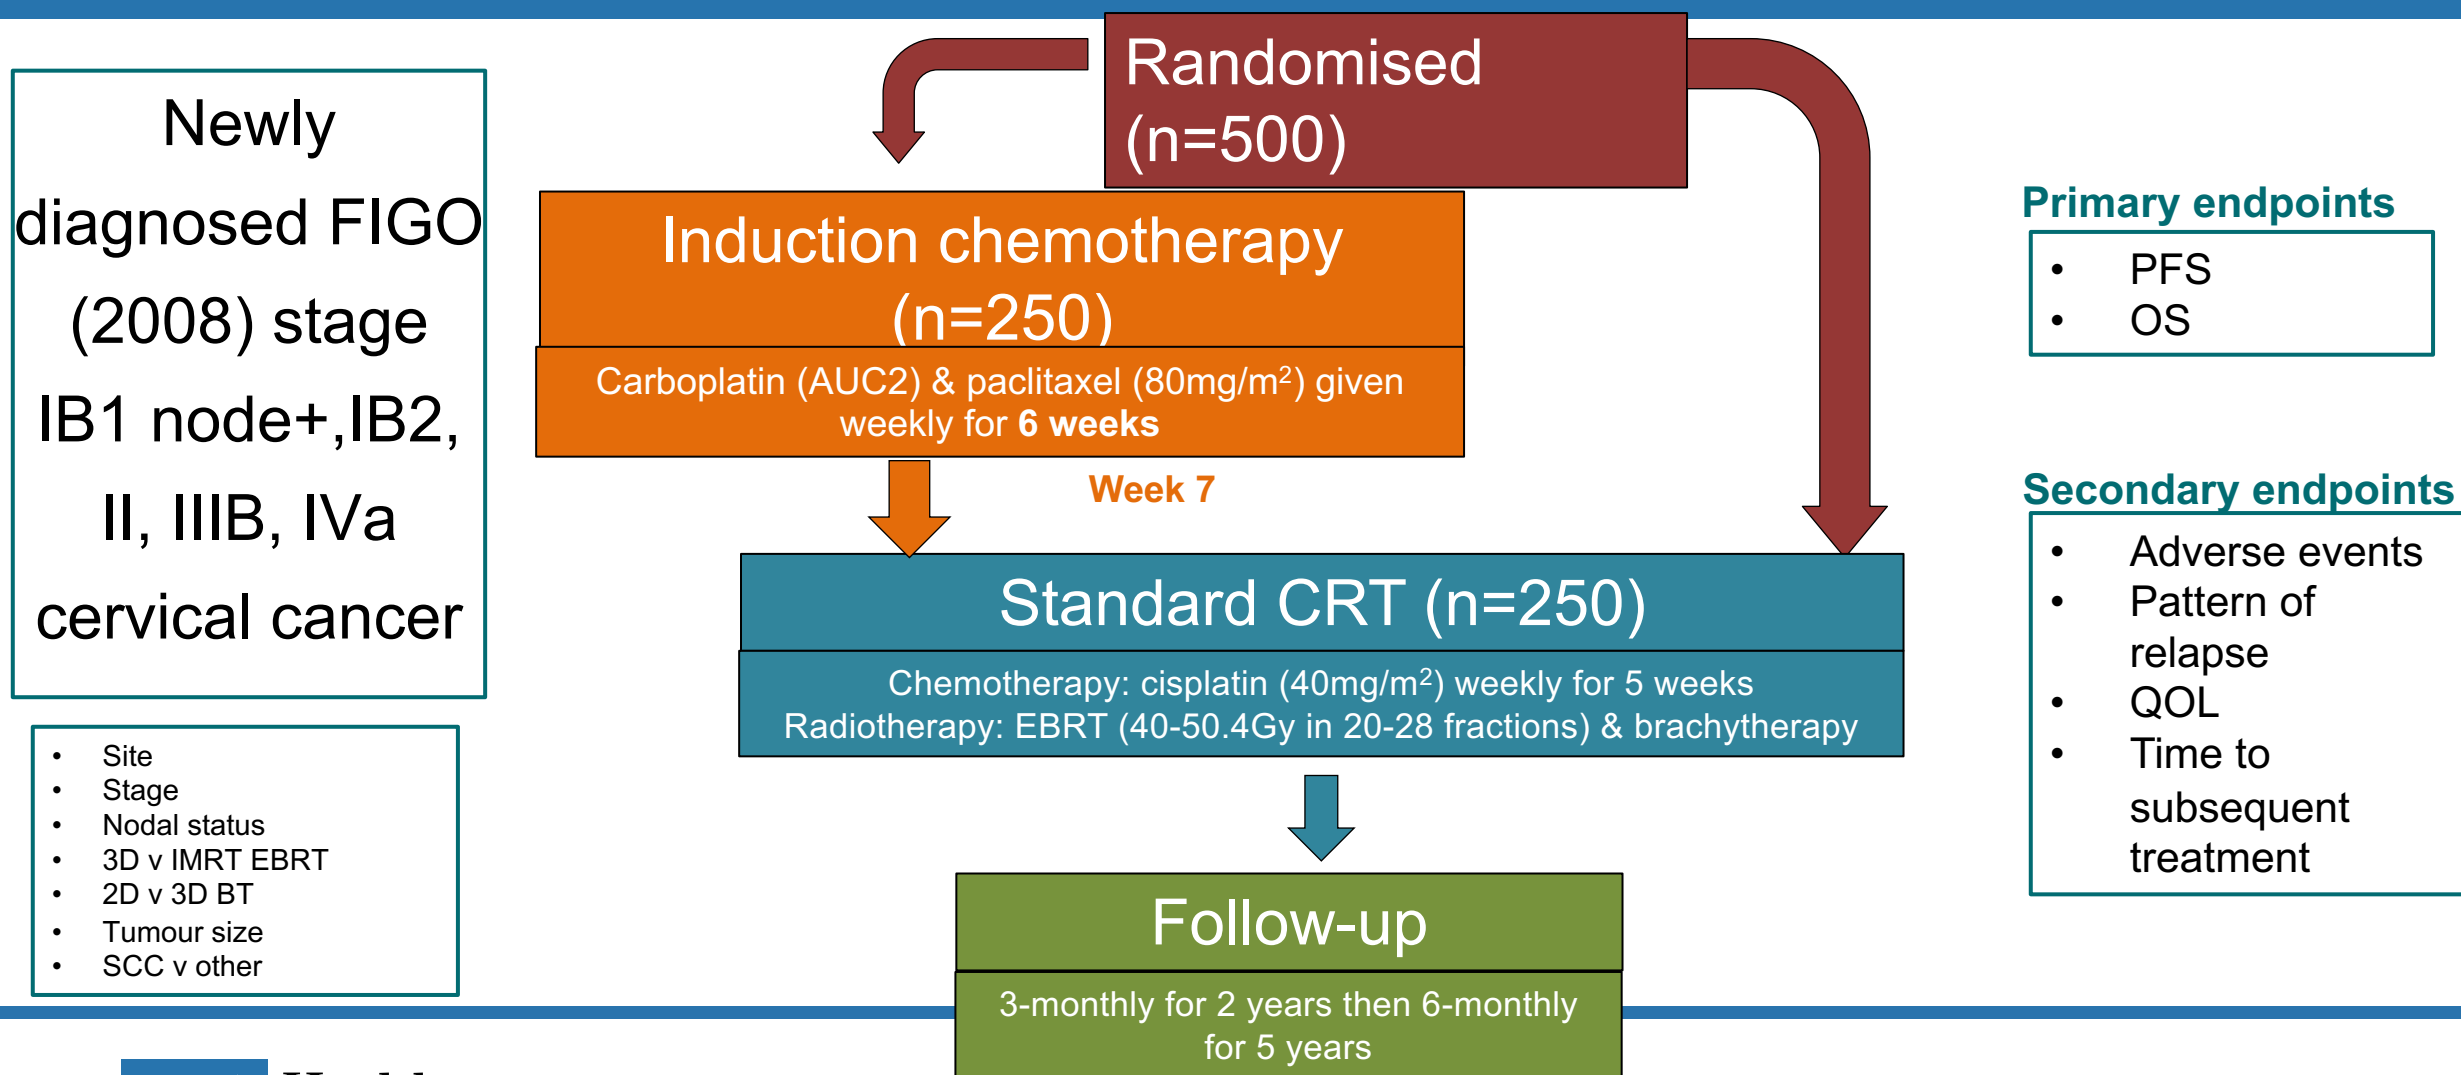 Newly
diagnosed FIGO
(2008) stage
IB1 node+,IB2,
II, IIIB, IVa
cervical cancer
• Site
• Stage
• Nodal status
• 3D v IMRT EBRT
• 2D v 3D BT
• Tumour size
• SCC v other
Randomised
(n=500)
Induction chemotherapy
(n=250)
Carboplatin (AUC2) & paclitaxel (80mg/m²) given
weekly for 6 weeks
Week 7
Standard CRT (n=250)
Chemotherapy: cisplatin (40mg/m²) weekly for 5 weeks
Radiotherapy: EBRT (40-50.4Gy in 20-28 fractions) & brachytherapy
Follow-up
3-monthly for 2 years then 6-monthly
for 5 years
Primary endpoints
• PFS
• OS
Secondary endpoints
• Adverse events
• Pattern of
relapse
• QOL
• Time to
subsequent
treatment